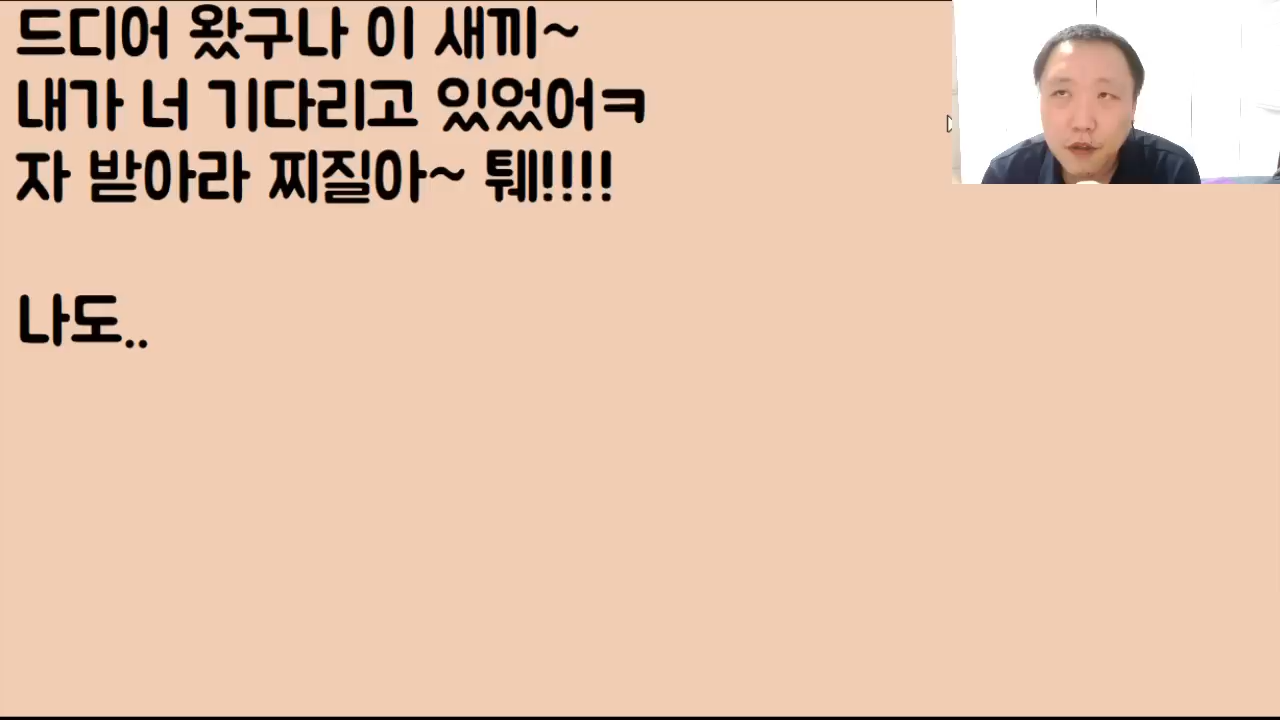 드디어 왔구나 이 새끼~
내가 너 기다리고 있었어ㅋ
자 받아라 찌질아~ 퉤!!!!
나도..